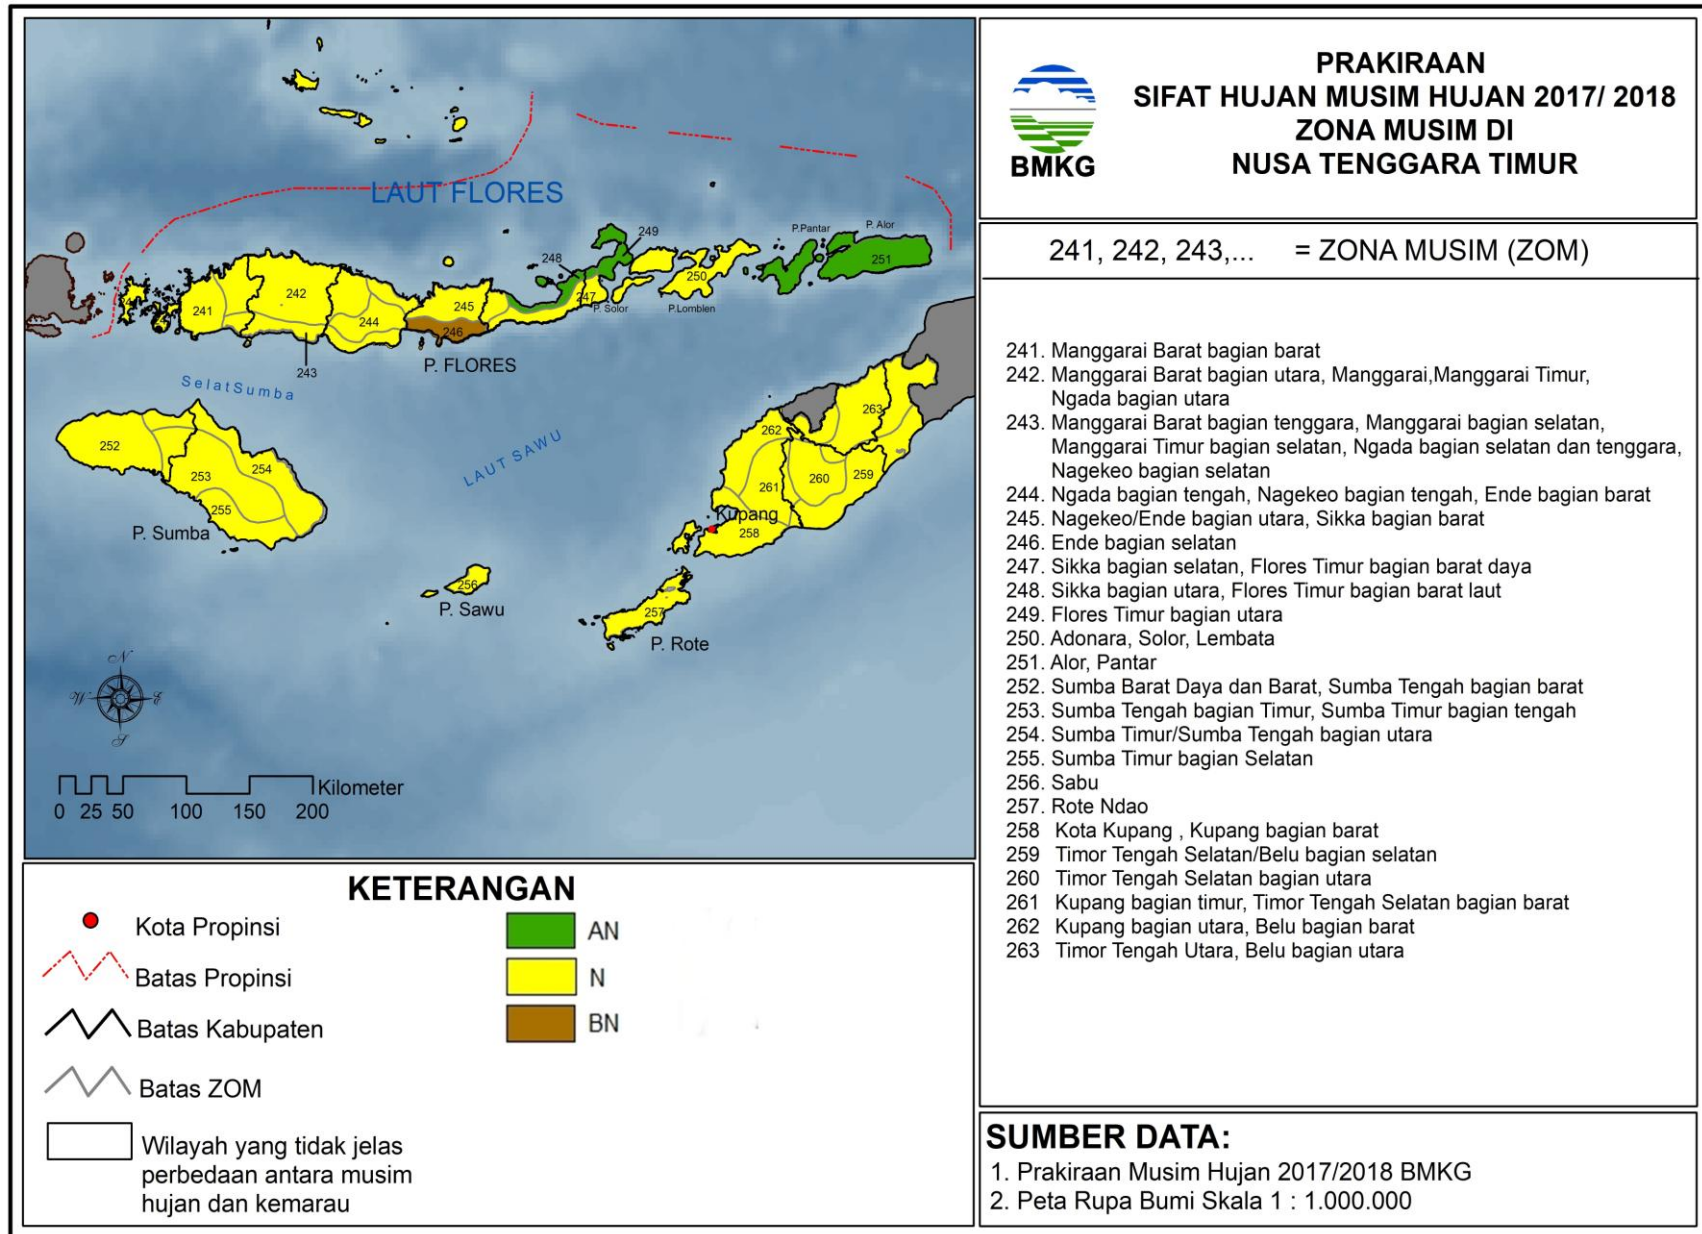 PRAKIRAAN
SIFAT HUJAN MUSIM HUJAN 2017/ 2018
ZONA MUSIM DI
NUSA TENGGARA TIMUR
BMKG
241, 242, 243,... = ZONA MUSIM (ZOM)
241. Manggarai Barat bagian barat
242. Manggarai Barat bagian utara, Manggarai,Manggarai Timur,
Ngada bagian utara
243. Manggarai Barat bagian tenggara, Manggarai bagian selatan,
Manggarai Timur bagian selatan, Ngada bagian selatan dan tenggara,
Nagekeo bagian selatan
244. Ngada bagian tengah, Nagekeo bagian tengah, Ende bagian barat
245. Nagekeo/Ende bagian utara, Sikka bagian barat
246. Ende bagian selatan
247. Sikka bagian selatan, Flores Timur bagian barat daya
248. Sikka bagian utara, Flores Timur bagian barat laut
249. Flores Timur bagian utara
250. Adonara, Solor, Lembata
251. Alor, Pantar
252. Sumba Barat Daya dan Barat, Sumba Tengah bagian barat
253. Sumba Tengah bagian Timur, Sumba Timur bagian tengah
254. Sumba Timur/Sumba Tengah bagian utara
255. Sumba Timur bagian Selatan
256. Sabu
257. Rote Ndao
258 Kota Kupang , Kupang bagian barat
259 Timor Tengah Selatan/Belu bagian selatan
260 Timor Tengah Selatan bagian utara
261 Kupang bagian timur, Timor Tengah Selatan bagian barat
262 Kupang bagian utara, Belu bagian barat
263 Timor Tengah Utara, Belu bagian utara
SUMBER DATA:
1. Prakiraan Musim Hujan 2017/2018 BMKG
2. Peta Rupa Bumi Skala 1 : 1.000.000
LAUT FLORES
249
P.Pantar
P. Alor
248
251
250
242
241
247
245
P. Solor
P.Lomblen
244
246
P. FLORES
243
Selat Sumba
263
262
252
LAUT SAWU
254
253
260
259
261
255
Kupang
P. Sumba
258
256
P. Sawu
257
P. Rote
N
W
E
S
Kilometer
0 25 50 100 150 200
KETERANGAN
Kota Propinsi
Batas Propinsi
Batas Kabupaten
Batas ZOM
Wilayah yang tidak jelas
perbedaan antara musim
hujan dan kemarau
AN
N
BN